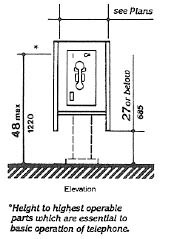 see Plans
*
48 max
1220
27 or below
685
Elevation
*Height to highest operable
parts which are essential to
basic operation of telephone.